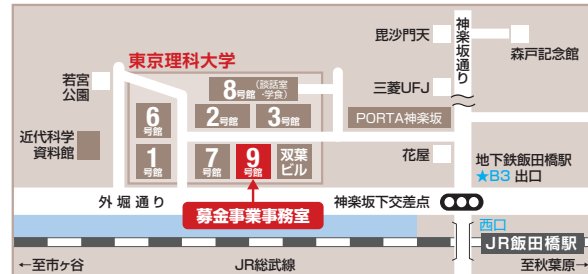 毘沙門天
神楽坂通り
森戸記念館
東京理科大学
若宮
公園
8号館
(談話室
・学食)
三菱UFJ
6
号館
2号館
3号館
PORTA神楽坂
近代科学
資料館
1
号館
7
号館
9
号館
双葉
ビル
花屋
地下鉄飯田橋駅
★B3 出口
外堀通り
神楽坂下交差点
募金事業事務室
西口
JR飯田橋駅
←至市ヶ谷
JR総武線
至秋葉原→